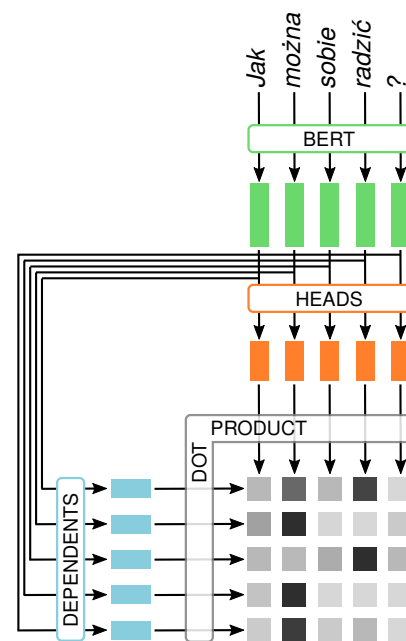 Jak
można
sobie
radzić
?
BERT
HEADS
PRODUCT
DOT
DEPENDENTS